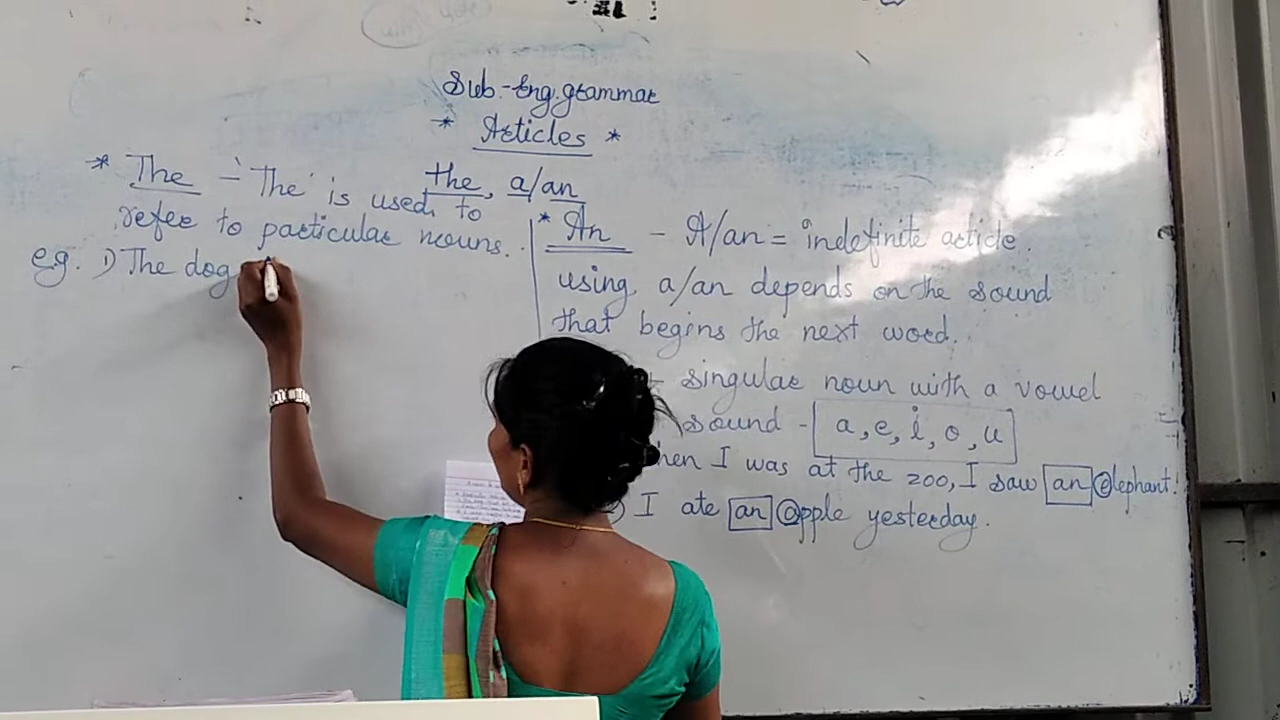 Sub.-Eng.grammar
* Articles *
the, a/an
* The - 'The' is used to
refer to particular nouns.
eg. 1) The dog
* An - A/an = indefinite article.
using a/an depends on the sound
that begins the next word.
singular noun with a vowel
sound - a, e, i, o, u
I was at the zoo, I saw an elephant!
I ate an apple yesterday.